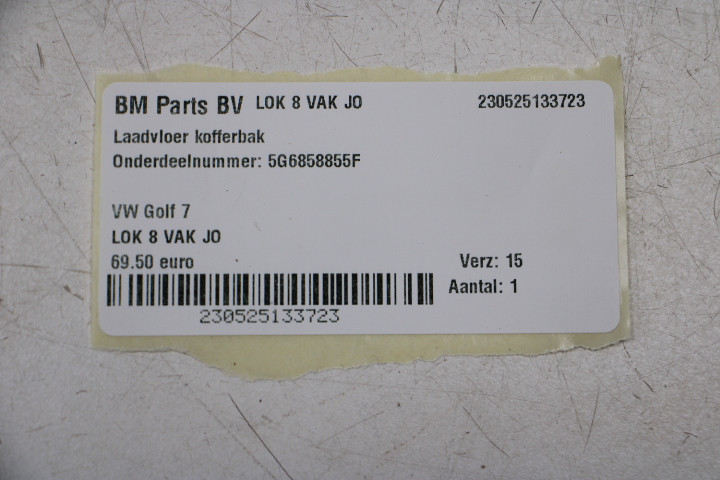 BM Parts BV LOK 8 VAK JO 230525133723
Laadvloer kofferbak
Onderdeelnummer: 5G6858855F
VW Golf 7
LOK 8 VAK JO
69.50 euro Verz: 15
Aantal: 1
230525133723